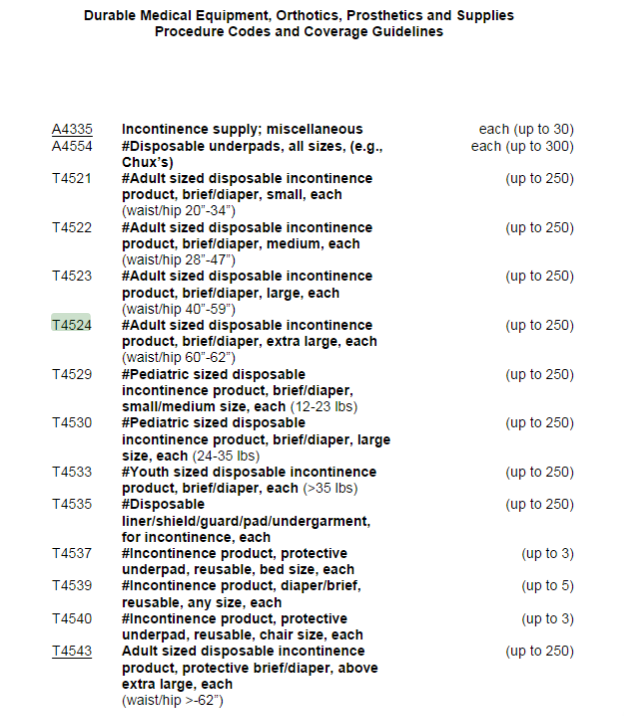 Durable Medical Equipment, Orthotics, Prosthetics and Supplies
Procedure Codes and Coverage Guidelines
A4335 Incontinence supply; miscellaneous each (up to 30)
A4554 #Disposable underpads, all sizes, (e.g., each (up to 300)
Chux's)
T4521 #Adult sized disposable incontinence (up to 250)
product, brief/diaper, small, each
(waist/hip 20”-34”)
T4522 #Adult sized disposable incontinence (up to 250)
product, brief/diaper, medium, each
(waist/hip 28”-47”)
T4523 #Adult sized disposable incontinence (up to 250)
product, brief/diaper, large, each
(waist/hip 40”-59”)
T4524 #Adult sized disposable incontinence (up to 250)
product, brief/diaper, extra large, each
(waist/hip 60”-62”)
T4529 #Pediatric sized disposable (up to 250)
incontinence product, brief/diaper,
small/medium size, each (12-23 lbs)
T4530 #Pediatric sized disposable (up to 250)
incontinence product, brief/diaper, large
size, each (24-35 lbs)
T4533 #Youth sized disposable incontinence (up to 250)
product, brief/diaper, each (>35 lbs)
T4535 #Disposable (up to 250)
liner/shield/guard/pad/undergarment,
for incontinence, each
T4537 #Incontinence product, protective (up to 3)
underpad, reusable, bed size, each
T4539 #Incontinence product, diaper/brief, (up to 5)
reusable, any size, each
T4540 #Incontinence product, protective (up to 3)
underpad, reusable, chair size, each
T4543 Adult sized disposable incontinence (up to 250)
product, protective brief/diaper, above
extra large, each
(waist/hip >-62”)